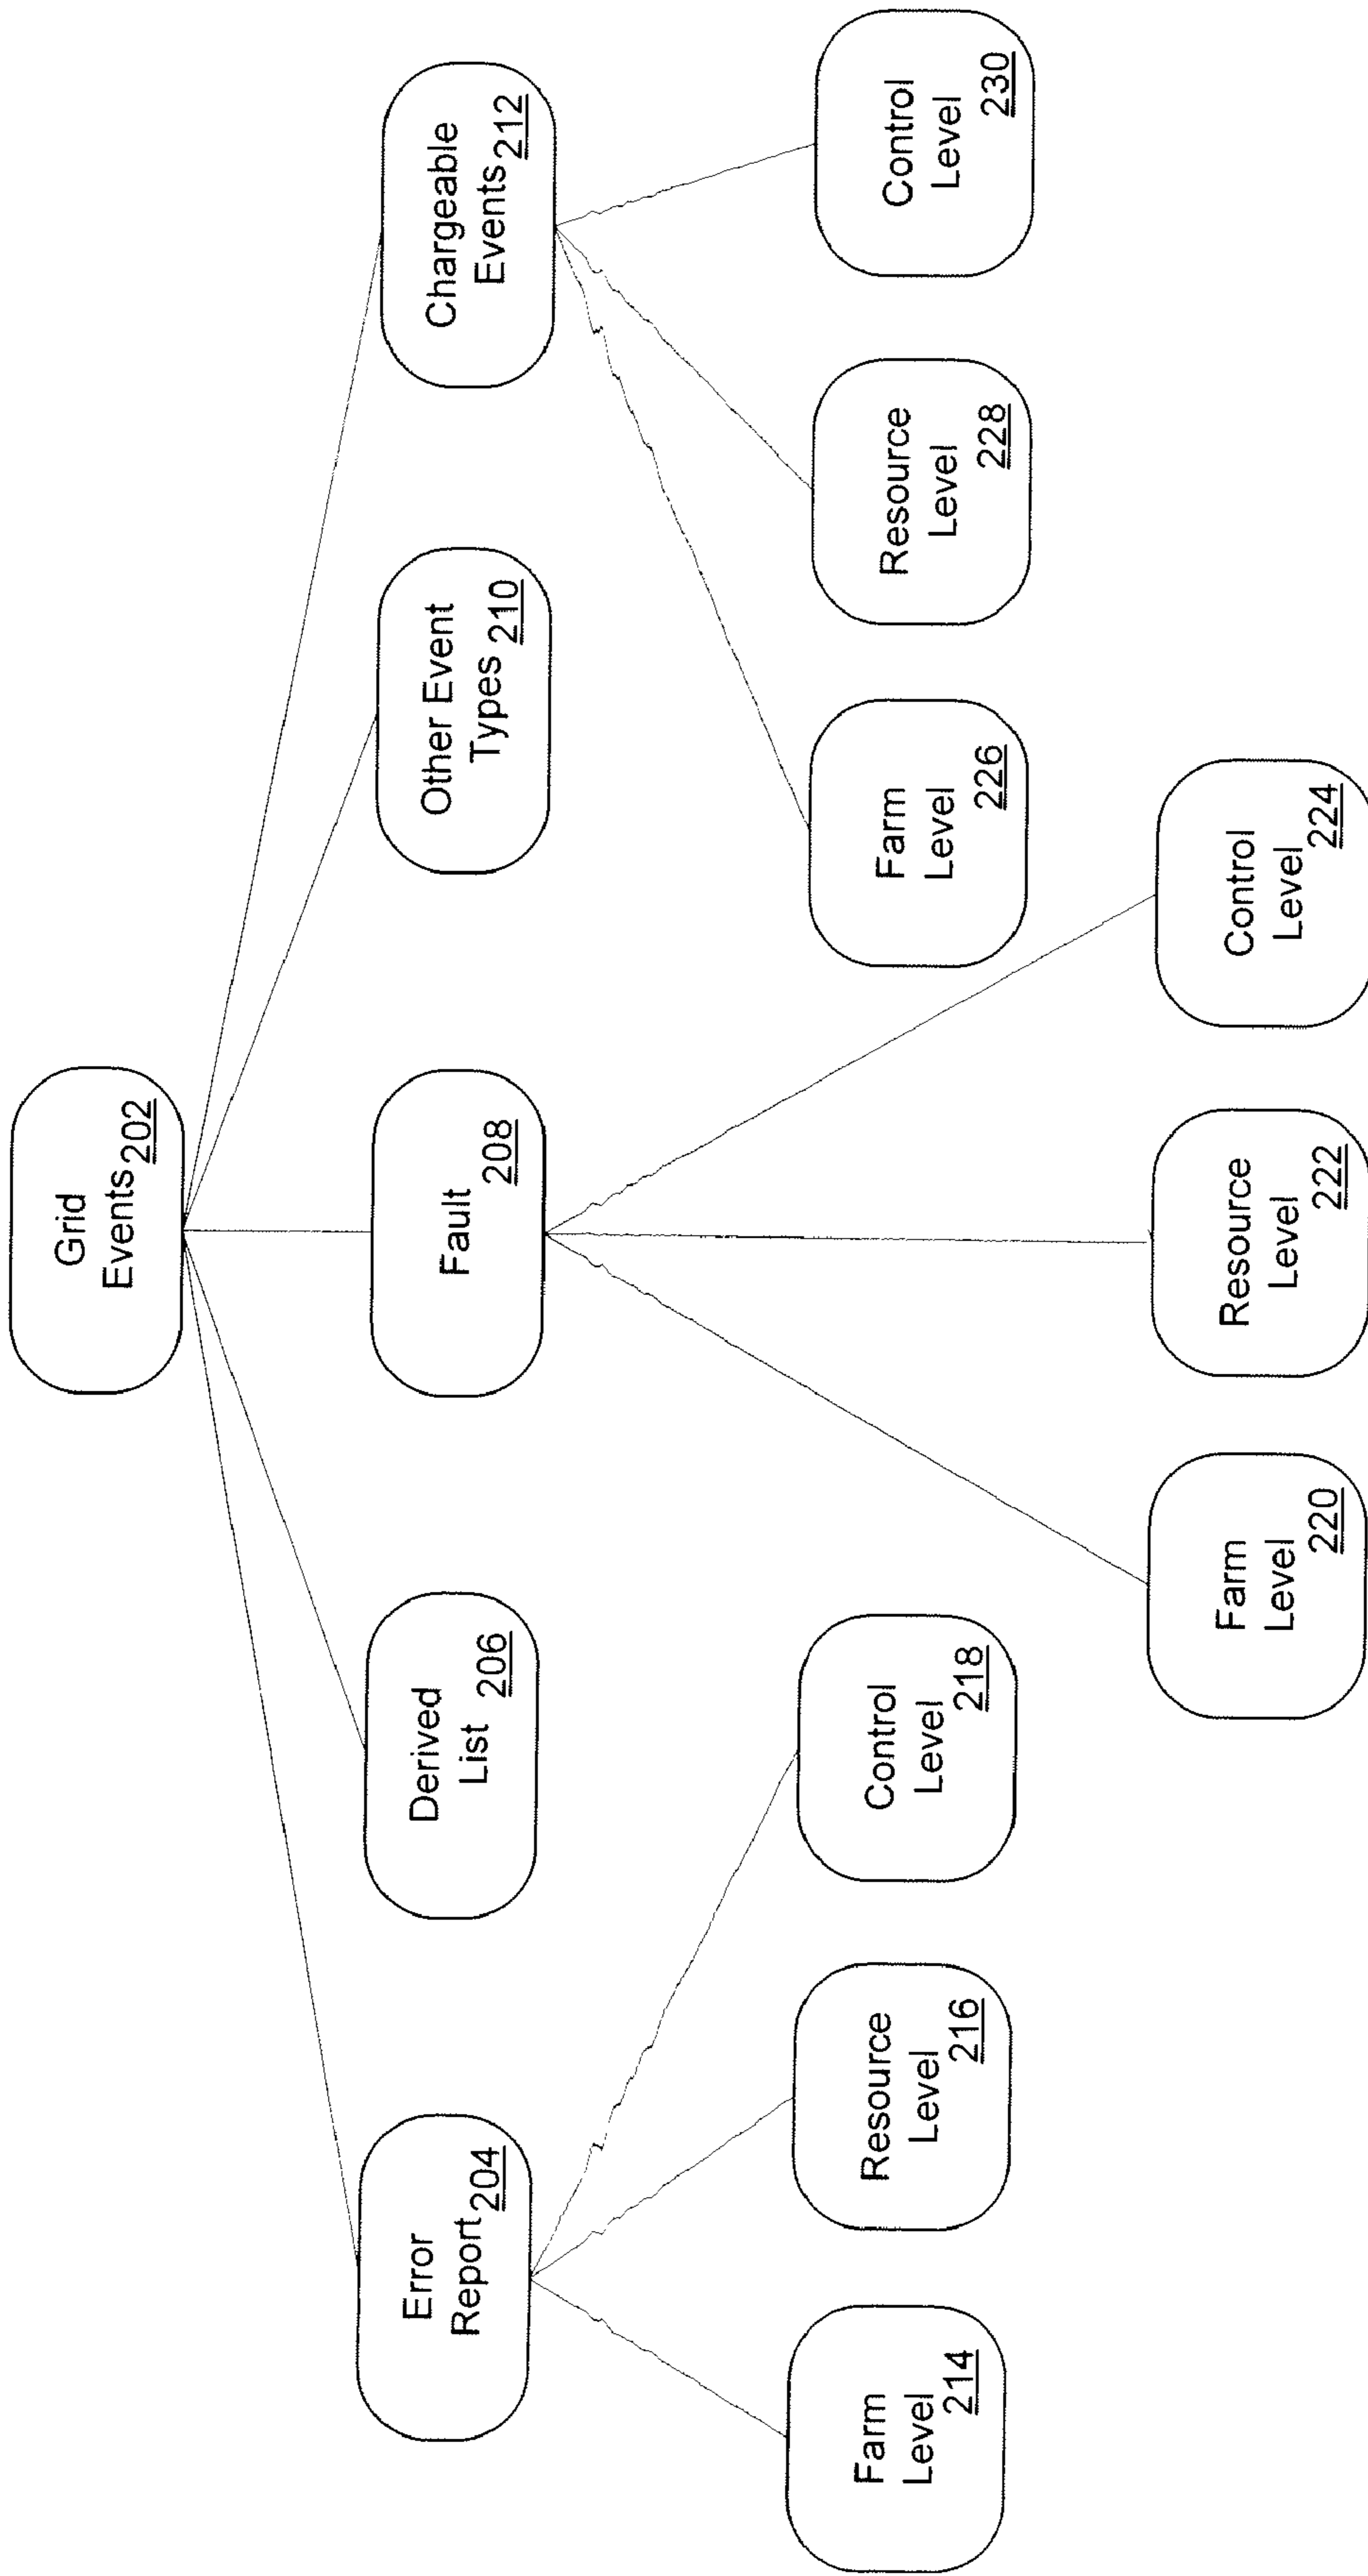 Grid
Events 202
Error
Report 204
Derived
List 206
Fault
208
Other Event
Types 210
Chargeable
Events 212
Farm
Level
214
Resource
Level
216
Control
Level
218
Farm
Level
226
Resource
Level
228
Control
Level
230
Farm
Level
220
Resource
Level
222
Control
Level
224